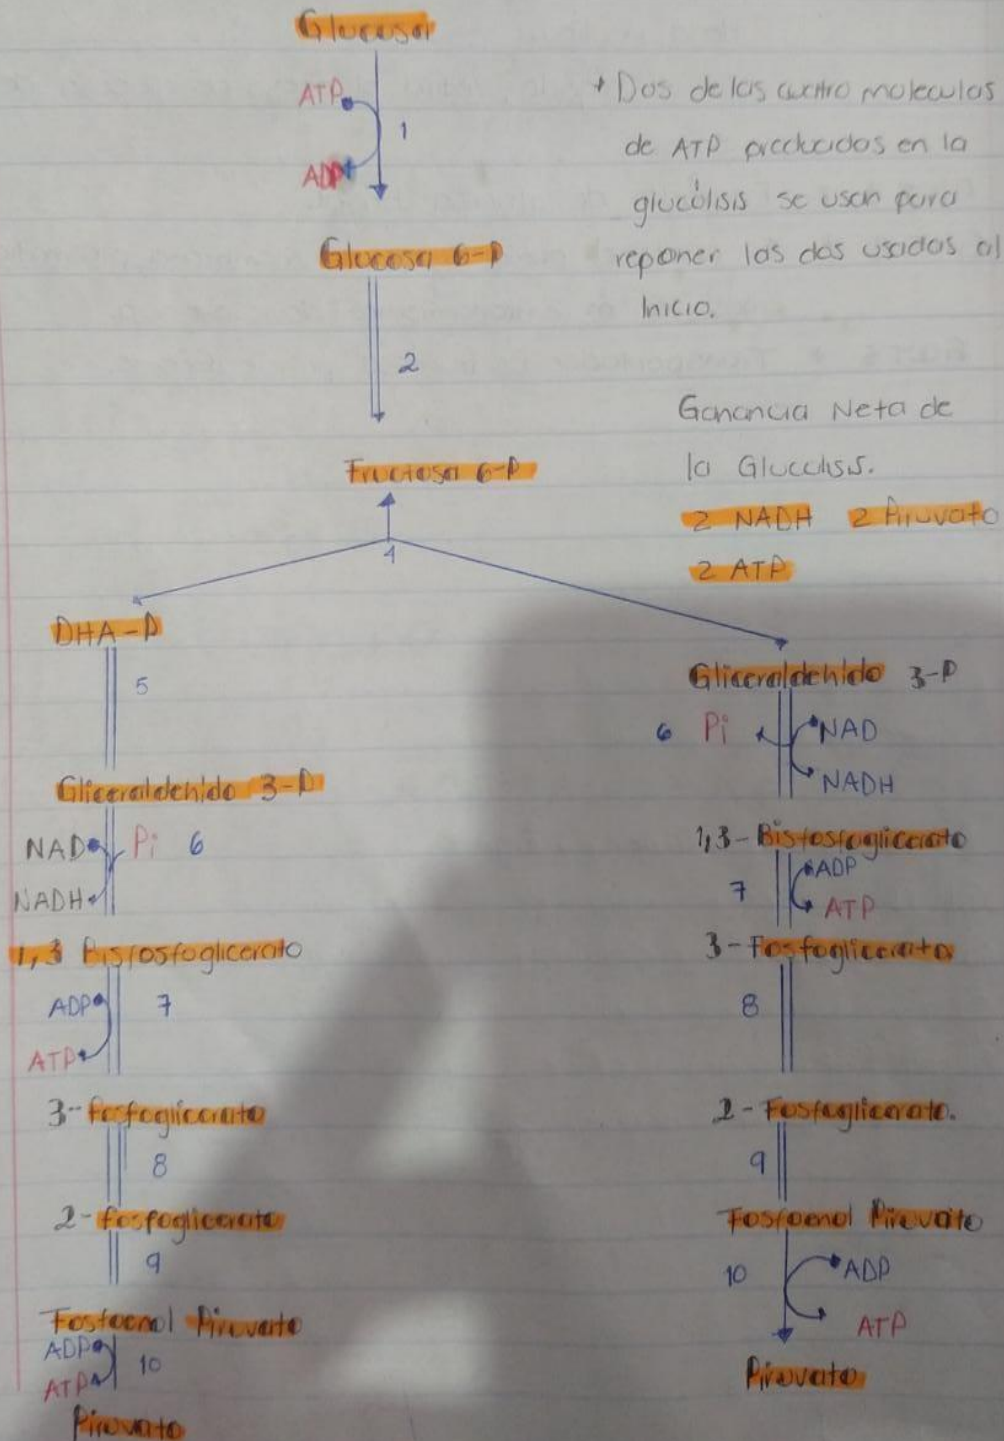 Glucosa
ATP
1
ADP
+ Dos de las cuatro moleculas
de ATP producidas en la
glucólisis se usan para
reponer las dos usadas al
Inicio.
Glucosa 6-P
2
Fructosa 6-P
4
Ganancia Neta de
la Glucolisis.
2 NADH 2 Piruvato
2 ATP
DHA-P
5
Gliceraldehido 3-P
NAD Pi 6
NADH
1,3 Bisfosfoglicerato
ADP 7
ATP
3-fosfoglicerato
8
2-fosfoglicerato
9
Fosfoenol Piruvato
ADP
10
ATP
Piruvato
Gliceraldehido 3-P
6 Pi NAD
NADH
1,3-Bisfosfoglicerato
ADP
7
ATP
3-Fosfoglicerato
8
2-Fosfoglicerato.
9
Fosfoenol Piruvato
10 ADP
ATP
Piruvato